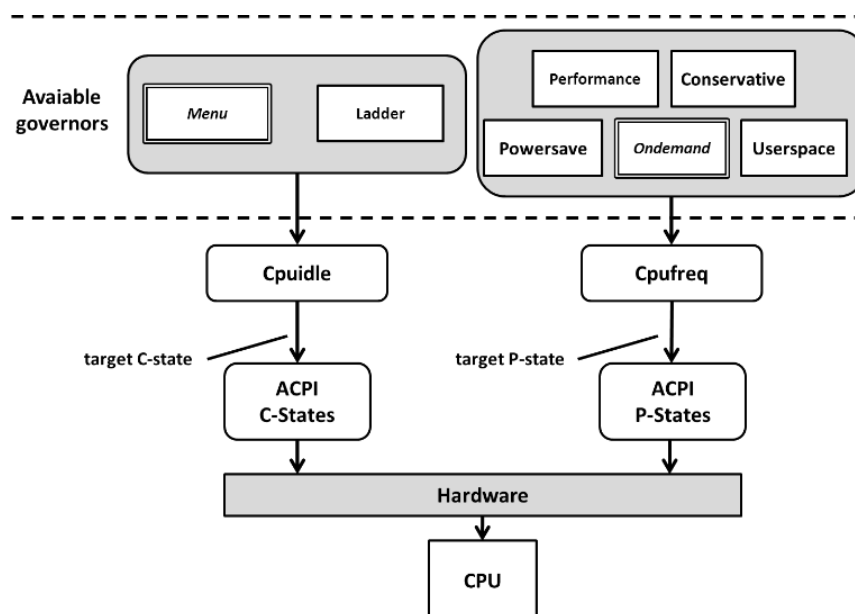 Performance
Conservative
Avaiable
governors
Menu
Ladder
Powersave
Ondemand
Userspace
Cpuidle
Cpufreq
target C-state
target P-state
ACPI
C-States
ACPI
P-States
Hardware
CPU